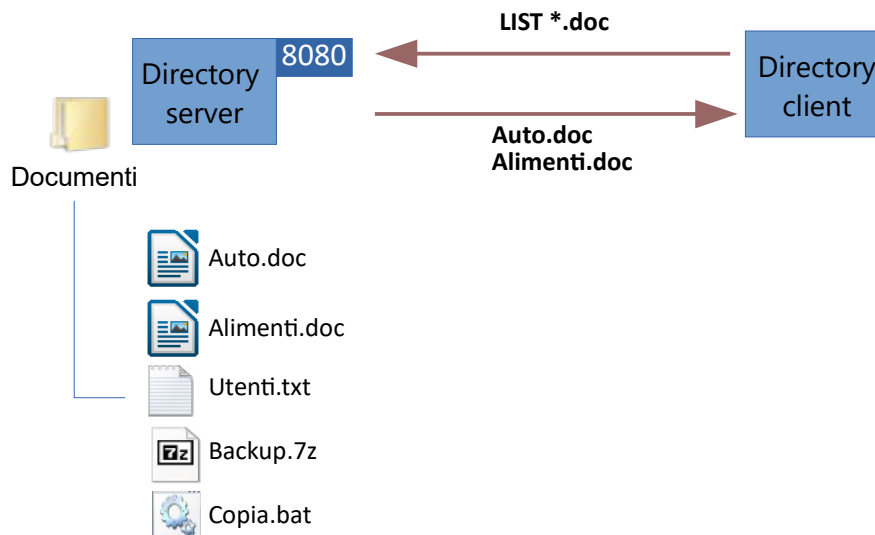 LIST *.doc
8080
Directory
server
Directory
client
Auto.doc
Alimenti.doc
Documenti
Auto.doc
Alimenti.doc
Utenti.txt
7z
Backup.7z
Copia.bat